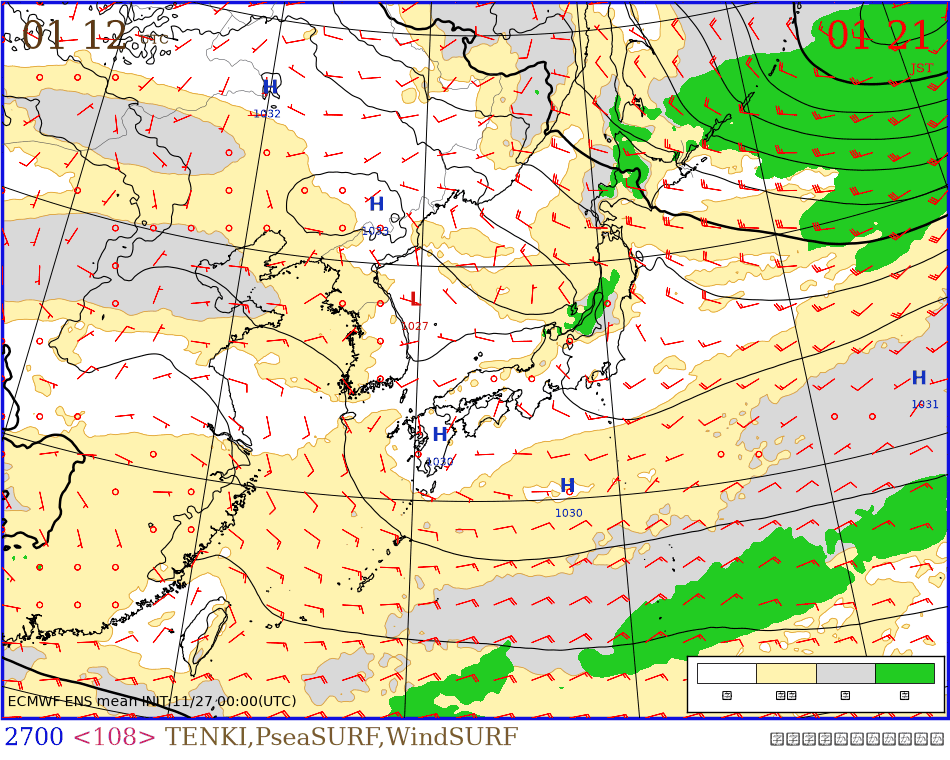 01 12 UTC
01 21
JST
H
1032
H
1033
L
1027
H
1031
H
1030
H
1030
ECMWF ENS mean INIT:11/27 00:00(UTC)
2700 <108> TENKI,PseaSURF,WindSURF